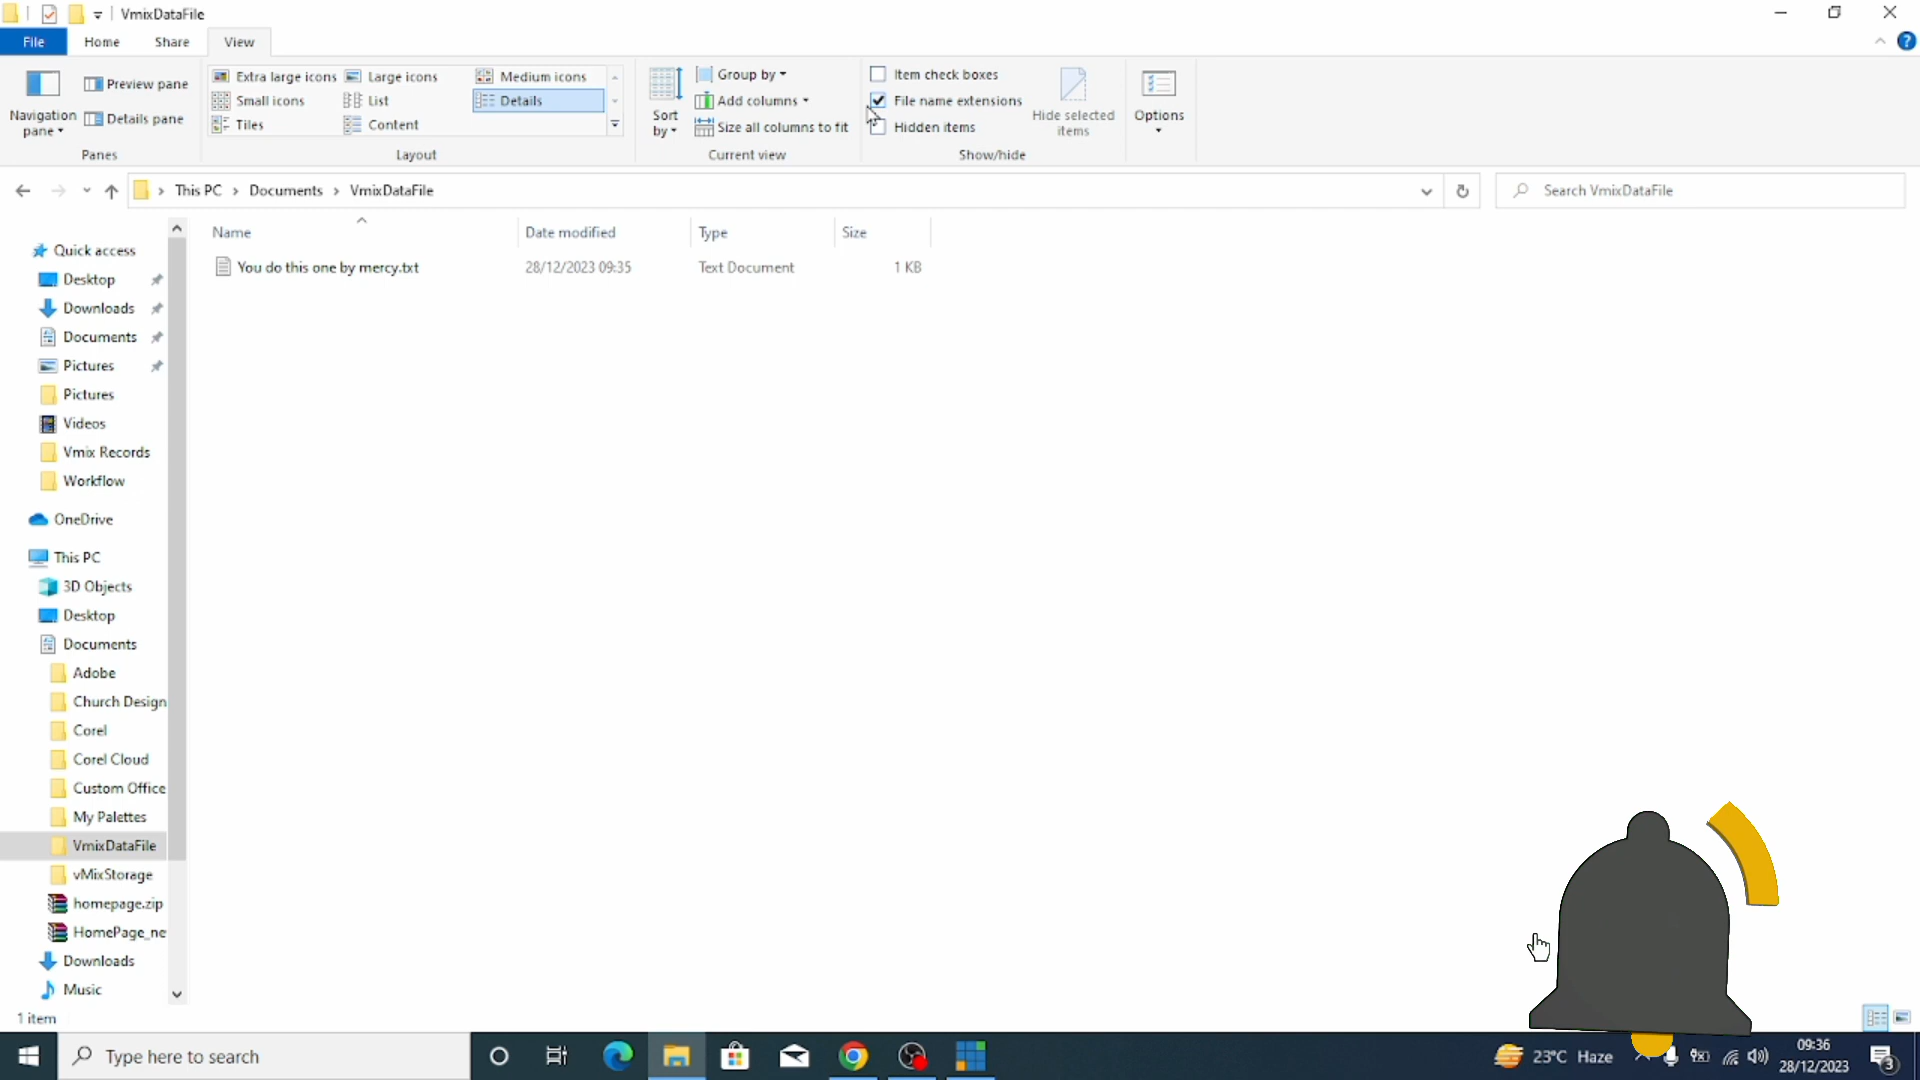 VmixDataFile
File Home Share View
Navigation pane
Preview pane
Details pane
Panes
Extra large icons Large icons Medium icons
Small icons List Details
Tiles Content
Layout
Sort by
Group by
Add columns
Size all columns to fit
Current view
Item check boxes
File name extensions
Hidden items
Hide selected items
Show/hide
Options
This PC › Documents › VmixDataFile
Search VmixDataFile
Name Date modified Type Size
You do this one by mercy.txt 28/12/2023 09:35 Text Document 1 KB
Quick access
Desktop
Downloads
Documents
Pictures
Pictures
Videos
Vmix Records
Workflow
OneDrive
This PC
3D Objects
Desktop
Documents
Adobe
Church Design
Corel
Corel Cloud
Custom Office
My Palettes
VmixDataFile
vMixStorage
homepage.zip
HomePage_ne
Downloads
Music
1 item
Type here to search
23°C Haze
09:36
28/12/2023
3